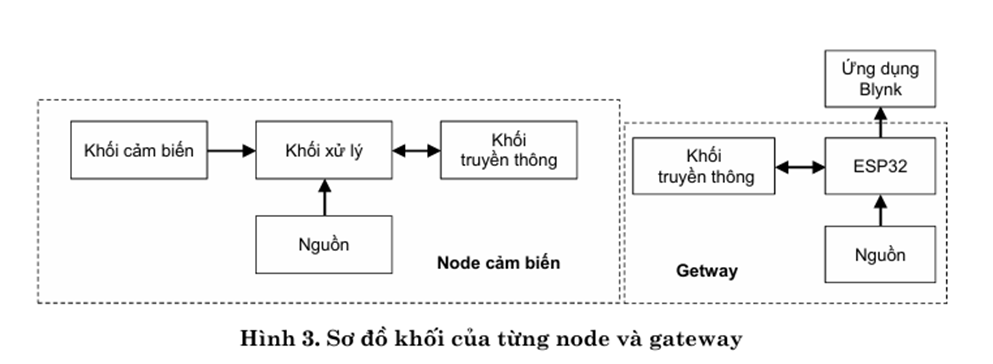 Ứng dụng
Blynk
Khối cảm biến
Khối xử lý
Khối
truyền thông
Khối
truyền thông
ESP32
Nguồn
Nguồn
Node cảm biến
Getway
Hình 3. Sơ đồ khối của từng node và gateway